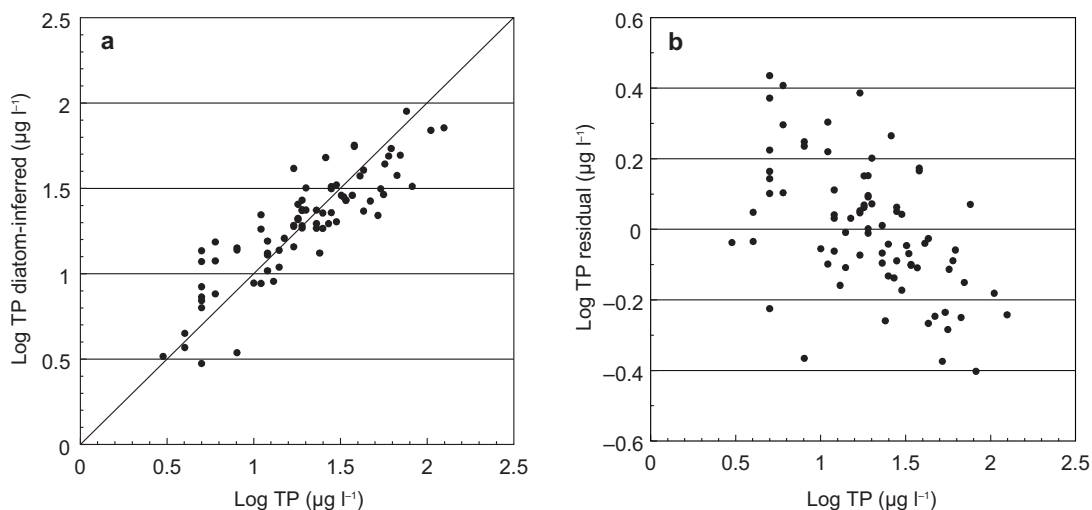 a
2.5
2
1.5
1
0.5
0
0 0.5 1 1.5 2 2.5
Log TP diatom-inferred (µg l⁻¹)
Log TP (µg l⁻¹)
b
0.6
0.4
0.2
0
–0.2
–0.4
–0.6
0 0.5 1 1.5 2 2.5
Log TP residual (µg l⁻¹)
Log TP (µg l⁻¹)